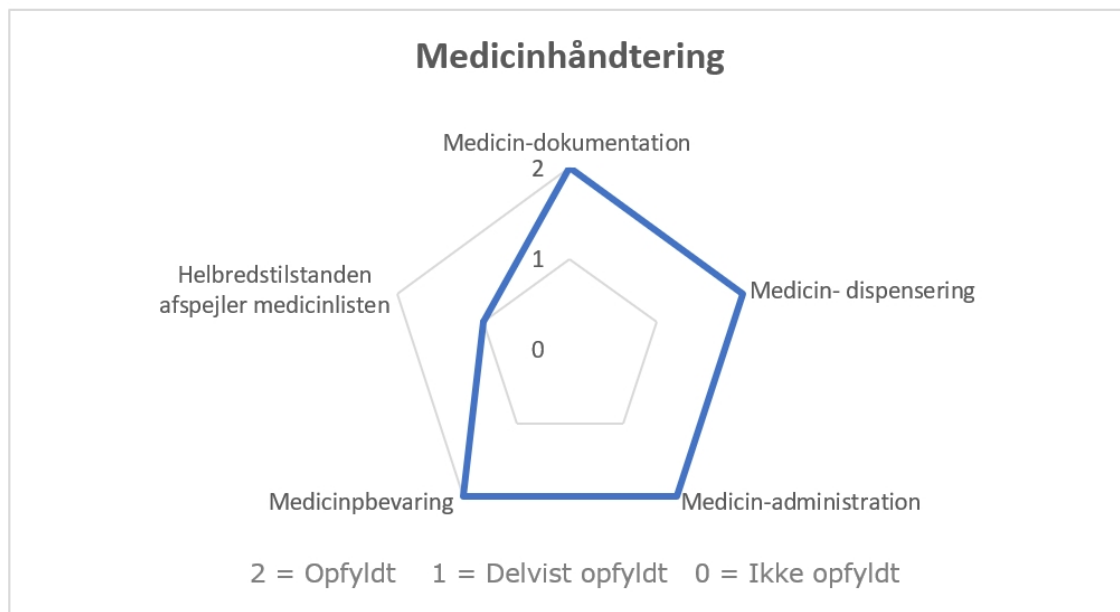 Medicinhåndtering
Medicin-dokumentation
2
1
0
Helbredstilstanden
afspejler medicinlisten
Medicin- dispensering
Medicinpbevaring
Medicin-administration
2 = Opfyldt 1 = Delvist opfyldt 0 = Ikke opfyldt